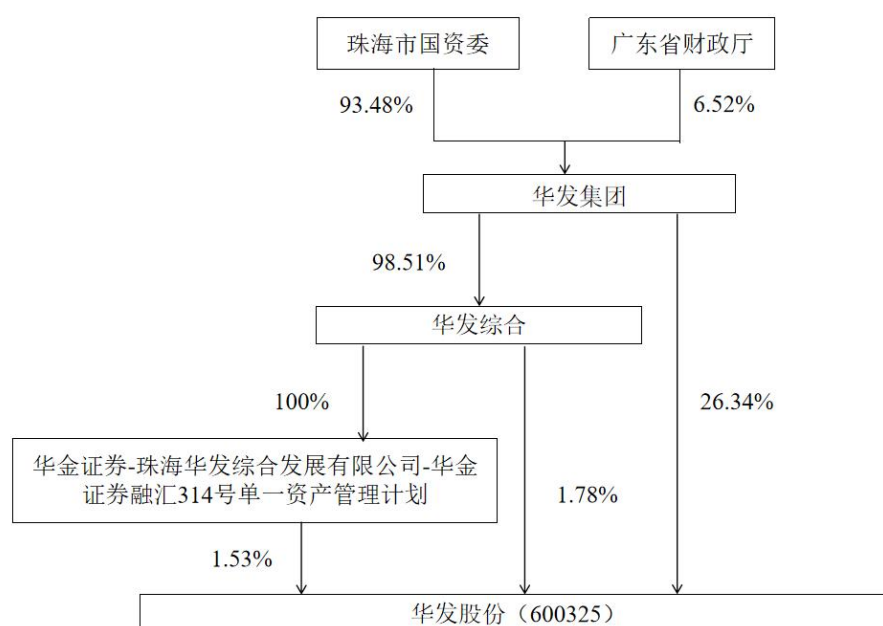 珠海市国资委
广东省财政厅
93.48%
6.52%
华发集团
98.51%
华发综合
100%
26.34%
华金证券-珠海华发综合发展有限公司-华金
证券融汇314号单一资产管理计划
1.78%
1.53%
华发股份（600325）